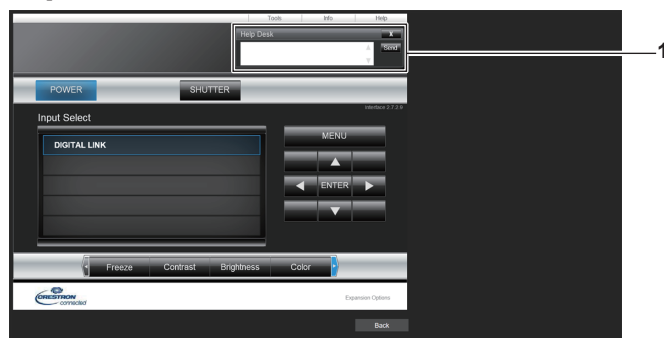 Tools Info Help
Help Desk X
Send
1
POWER SHUTTER
Interface 2.7.2.6
Input Select
MENU
DIGITAL LINK
ENTER
Freeze Contrast Brightness Color
CRESTRON
connected
Expansion Options
Back